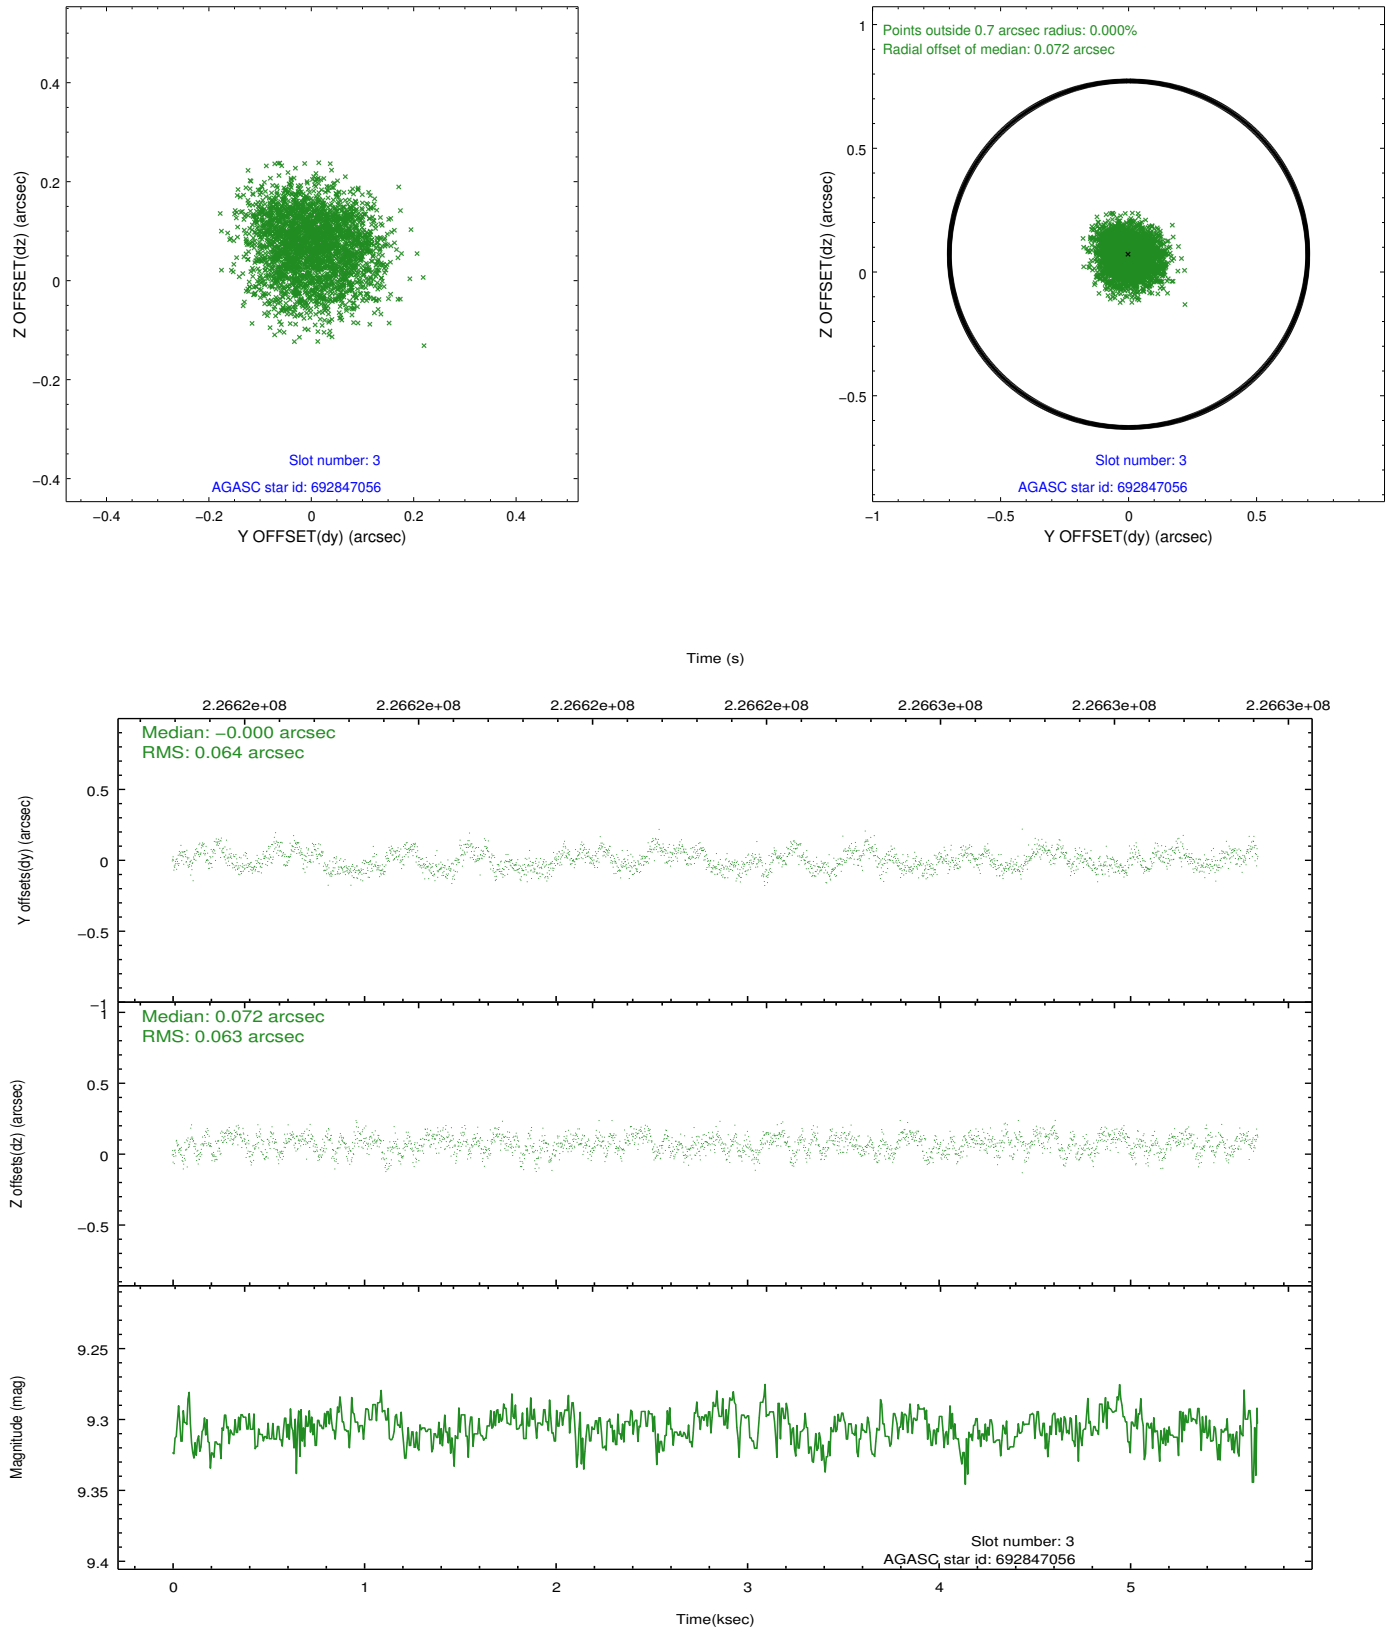 0.4
0.2
0
−0.2
−0.4
Z OFFSET(dz) (arcsec)
Slot number: 3
AGASC star id: 692847056
−0.4 −0.2 0 0.2 0.4
Y OFFSET(dy) (arcsec)
Points outside 0.7 arcsec radius: 0.000%
Radial offset of median: 0.072 arcsec
1
0.5
0
−0.5
Z OFFSET(dz) (arcsec)
Slot number: 3
AGASC star id: 692847056
−1 −0.5 0 0.5
Y OFFSET(dy) (arcsec)
Time (s)
2.2662e+08 2.2662e+08 2.2662e+08 2.2662e+08 2.2663e+08 2.2663e+08 2.2663e+08
Median: −0.000 arcsec
RMS: 0.064 arcsec
0.5
0
−0.5
−1
Y offsets(dy) (arcsec)
Median: 0.072 arcsec
RMS: 0.063 arcsec
1
0.5
0
−0.5
Z offsets(dz) (arcsec)
9.25
9.3
9.35
9.4
Magnitude (mag)
Slot number: 3
AGASC star id: 692847056
0 1 2 3 4 5
Time(ksec)